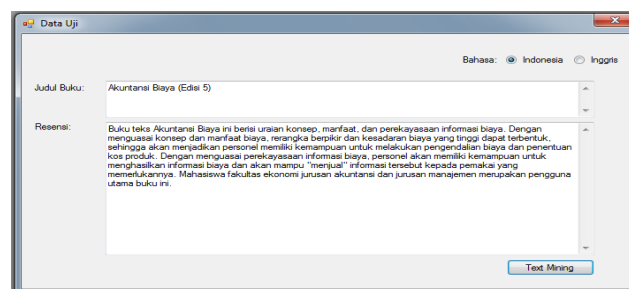 Data Uji
Bahasa: Indonesia Inggris
Judul Buku: Akuntansi Biaya (Edisi 5)
Resensi: Buku teks Akuntansi Biaya ini berisi uraian konsep, manfaat, dan perekayasaan informasi biaya. Dengan
menguasai konsep dan manfaat biaya, rerangka berpikir dan kesadaran biaya yang tinggi dapat terbentuk,
sehingga akan menjadikan personel memiliki kemampuan untuk melakukan pengendalian biaya dan penentuan
kos produk. Dengan menguasai perekayasaan informasi biaya, personel akan memiliki kemampuan untuk
menghasilkan informasi biaya dan akan mampu "menjual" informasi tersebut kepada pemakai yang
memerlukannya. Mahasiswa fakultas ekonomi jurusan akuntansi dan jurusan manajemen merupakan pengguna
utama buku ini.
Text Mining